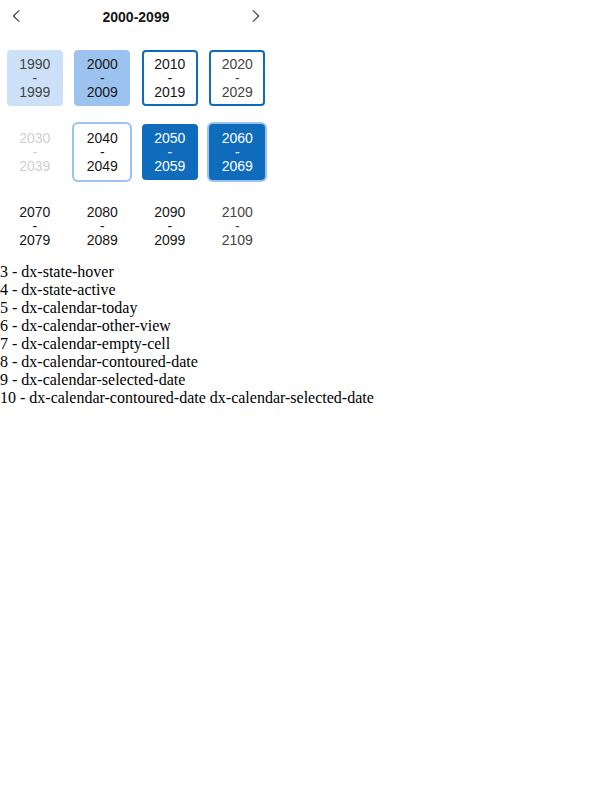 2000-2099
1990 2000 2010 2020
- - - -
1999 2009 2019 2029
2030 2040 2050 2060
- - - -
2039 2049 2059 2069
2070 2080 2090 2100
- - - -
2079 2089 2099 2109
3 - dx-state-hover
4 - dx-state-active
5 - dx-calendar-today
6 - dx-calendar-other-view
7 - dx-calendar-empty-cell
8 - dx-calendar-contoured-date
9 - dx-calendar-selected-date
10 - dx-calendar-contoured-date dx-calendar-selected-date